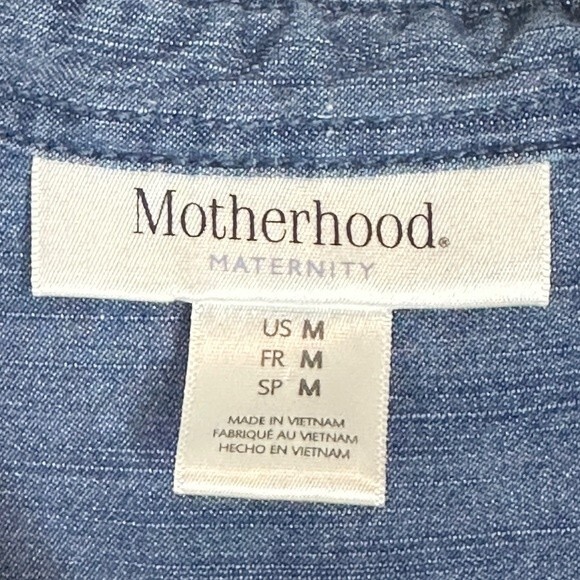 Motherhood®
MATERNITY
US M
FR M
SP M
MADE IN VIETNAM
FABRIQUÉ AU VIETNAM
HECHO EN VIETNAM